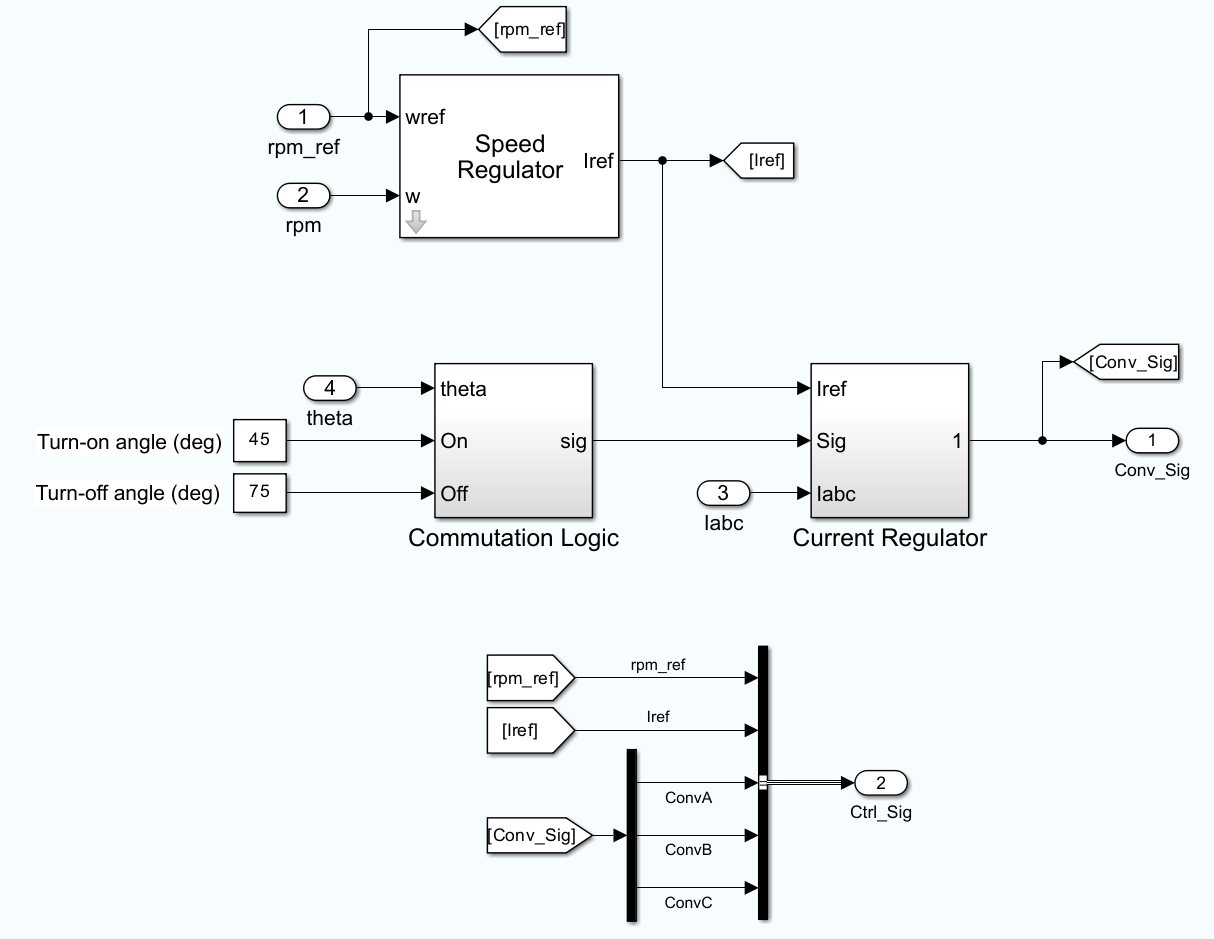 [rpm_ref]
1
rpm_ref
wref
Speed
Regulator
Iref
[Iref]
2
rpm
w
4
theta
theta
Turn-on angle (deg)
45
On
sig
Turn-off angle (deg)
75
Off
Commutation Logic
Iref
Sig
1
3
Iabc
Iabc
Current Regulator
[Conv_Sig]
1
Conv_Sig
[rpm_ref]
rpm_ref
[Iref]
Iref
[Conv_Sig]
ConvA
ConvB
ConvC
2
Ctrl_Sig